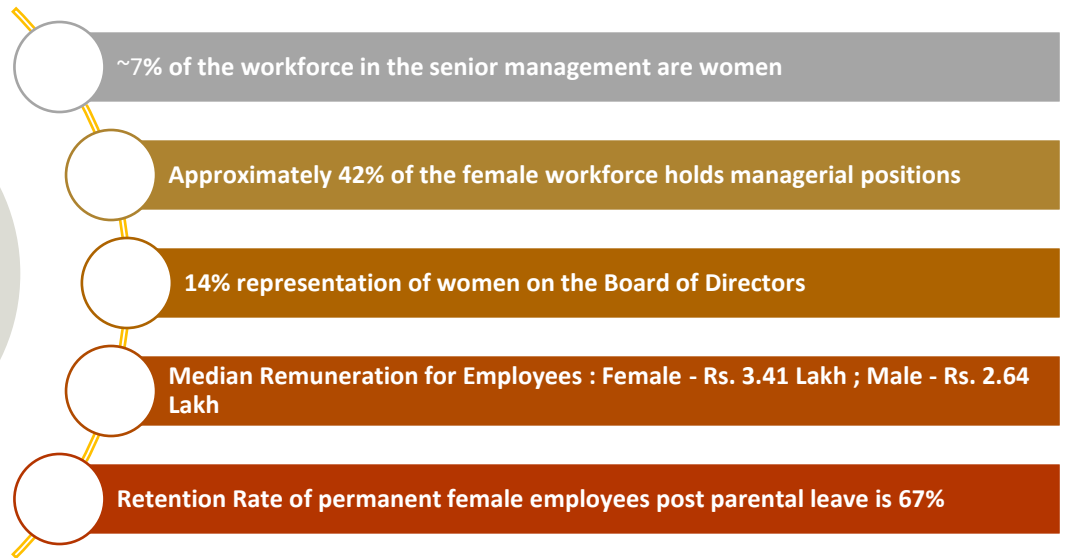 ~7% of the workforce in the senior management are women
Approximately 42% of the female workforce holds managerial positions
14% representation of women on the Board of Directors
Median Remuneration for Employees : Female - Rs. 3.41 Lakh ; Male - Rs. 2.64
Lakh
Retention Rate of permanent female employees post parental leave is 67%